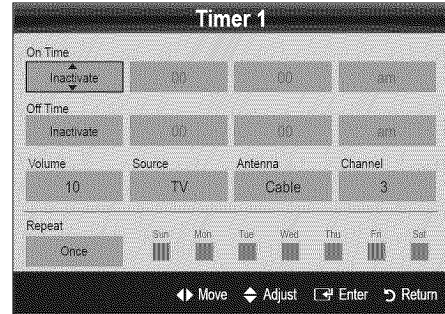 Timer 1
On Time
Inactivate 00 00 am
Off Time
Inactivate 00 00 am
Volume Source Antenna Channel
10 TV Cable 3
Repeat
Once Sun Mon Tue Wed Thu Fri Sat
Move Adjust Enter Return